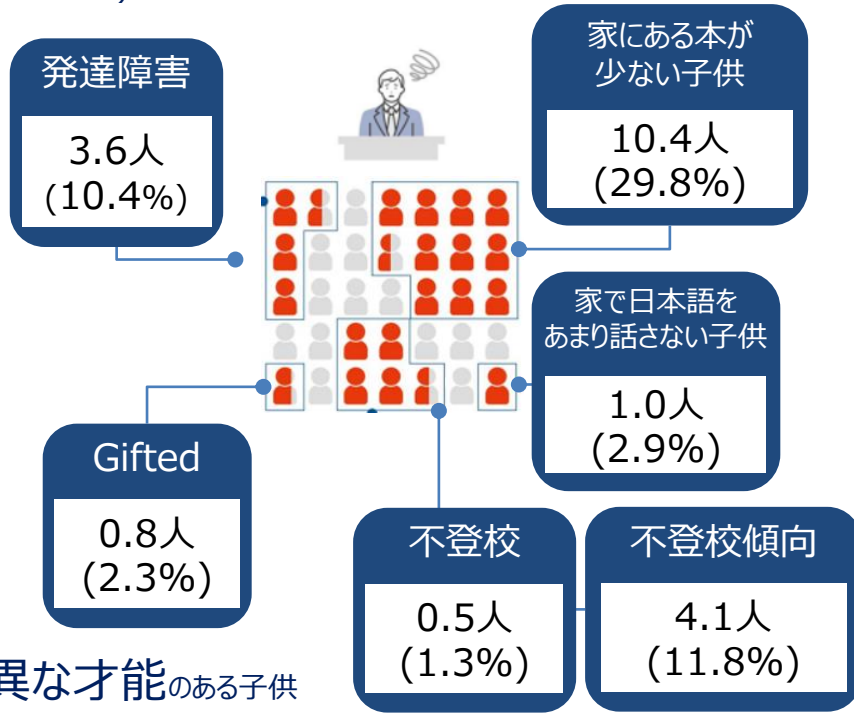 発達障害
3.6人
(10.4%)
家にある本が
少ない子供
10.4人
(29.8%)
家で日本語を
あまり話さない子供
1.0人
(2.9%)
Gifted
0.8人
(2.3%)
不登校
0.5人
(1.3%)
不登校傾向
4.1人
(11.8%)
異な才能のある子供